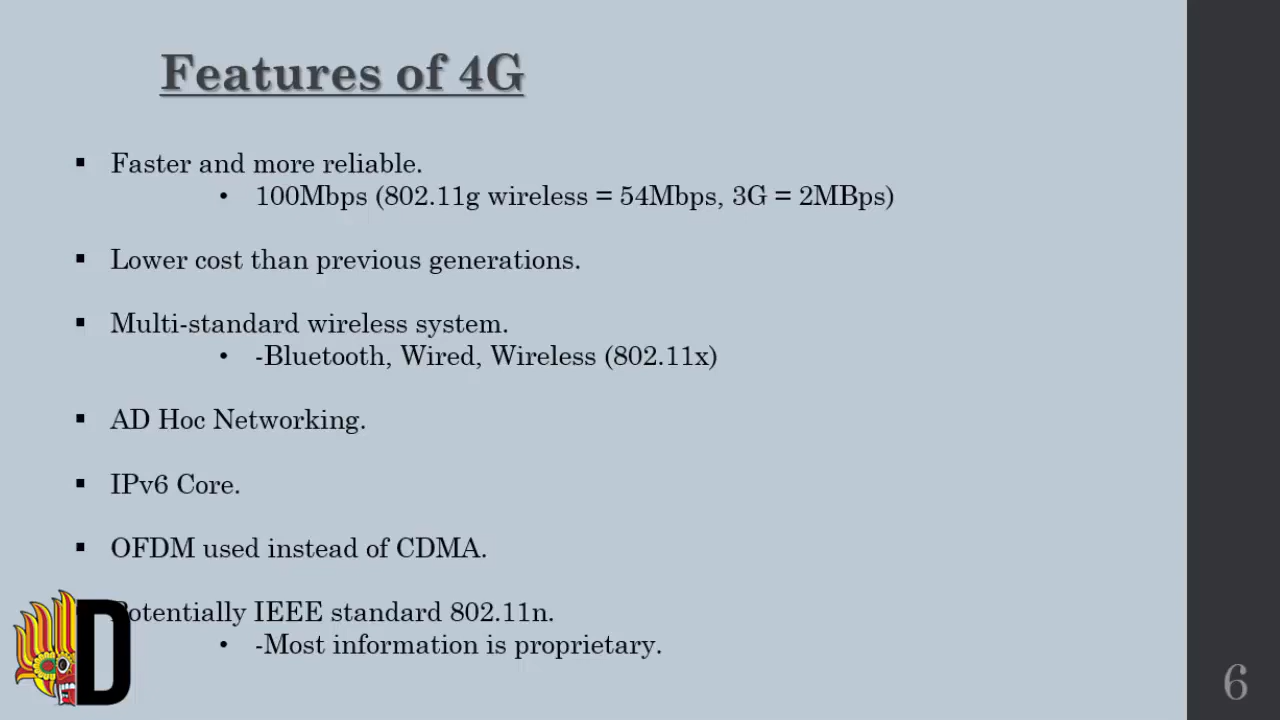 Features of 4G
▪ Faster and more reliable.
• 100Mbps (802.11g wireless = 54Mbps, 3G = 2MBps)
▪ Lower cost than previous generations.
▪ Multi-standard wireless system.
• -Bluetooth, Wired, Wireless (802.11x)
▪ AD Hoc Networking.
▪ IPv6 Core.
▪ OFDM used instead of CDMA.
Potentially IEEE standard 802.11n.
• -Most information is proprietary.
D
6